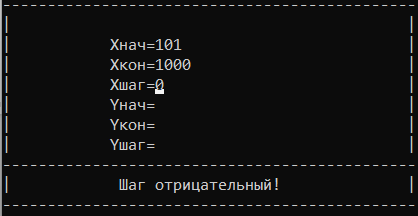 Xнач=101
Xкон=1000
Xшаг=0
Yнач=
Yкон=
Yшаг=
Шаг отрицательный!